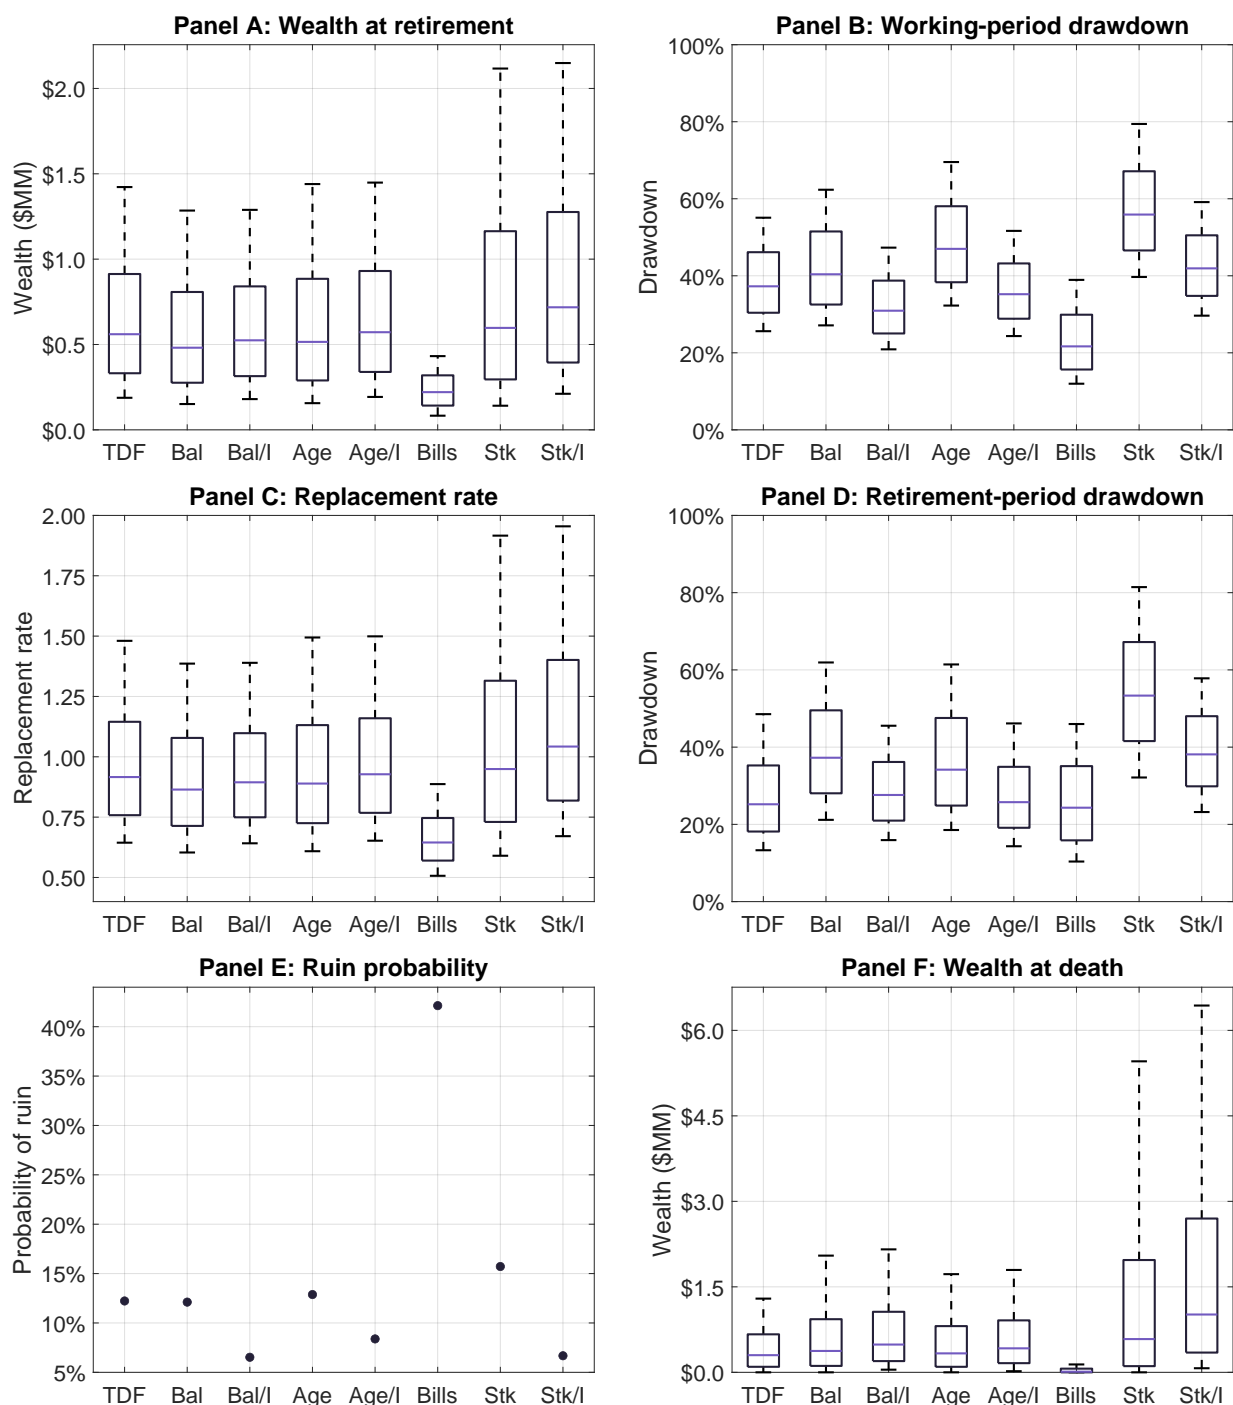 Panel A: Wealth at retirement
Wealth ($MM)
$2.0
$1.5
$1.0
$0.5
$0.0
TDF Bal Bal/I Age Age/I Bills Stk Stk/I
Panel B: Working-period drawdown
Drawdown
100%
80%
60%
40%
20%
0%
TDF Bal Bal/I Age Age/I Bills Stk Stk/I
Panel C: Replacement rate
Replacement rate
2.00
1.75
1.50
1.25
1.00
0.75
0.50
TDF Bal Bal/I Age Age/I Bills Stk Stk/I
Panel D: Retirement-period drawdown
Drawdown
100%
80%
60%
40%
20%
0%
TDF Bal Bal/I Age Age/I Bills Stk Stk/I
Panel E: Ruin probability
Probability of ruin
40%
35%
30%
25%
20%
15%
10%
5%
TDF Bal Bal/I Age Age/I Bills Stk Stk/I
Panel F: Wealth at death
Wealth ($MM)
$6.0
$4.5
$3.0
$1.5
$0.0
TDF Bal Bal/I Age Age/I Bills Stk Stk/I